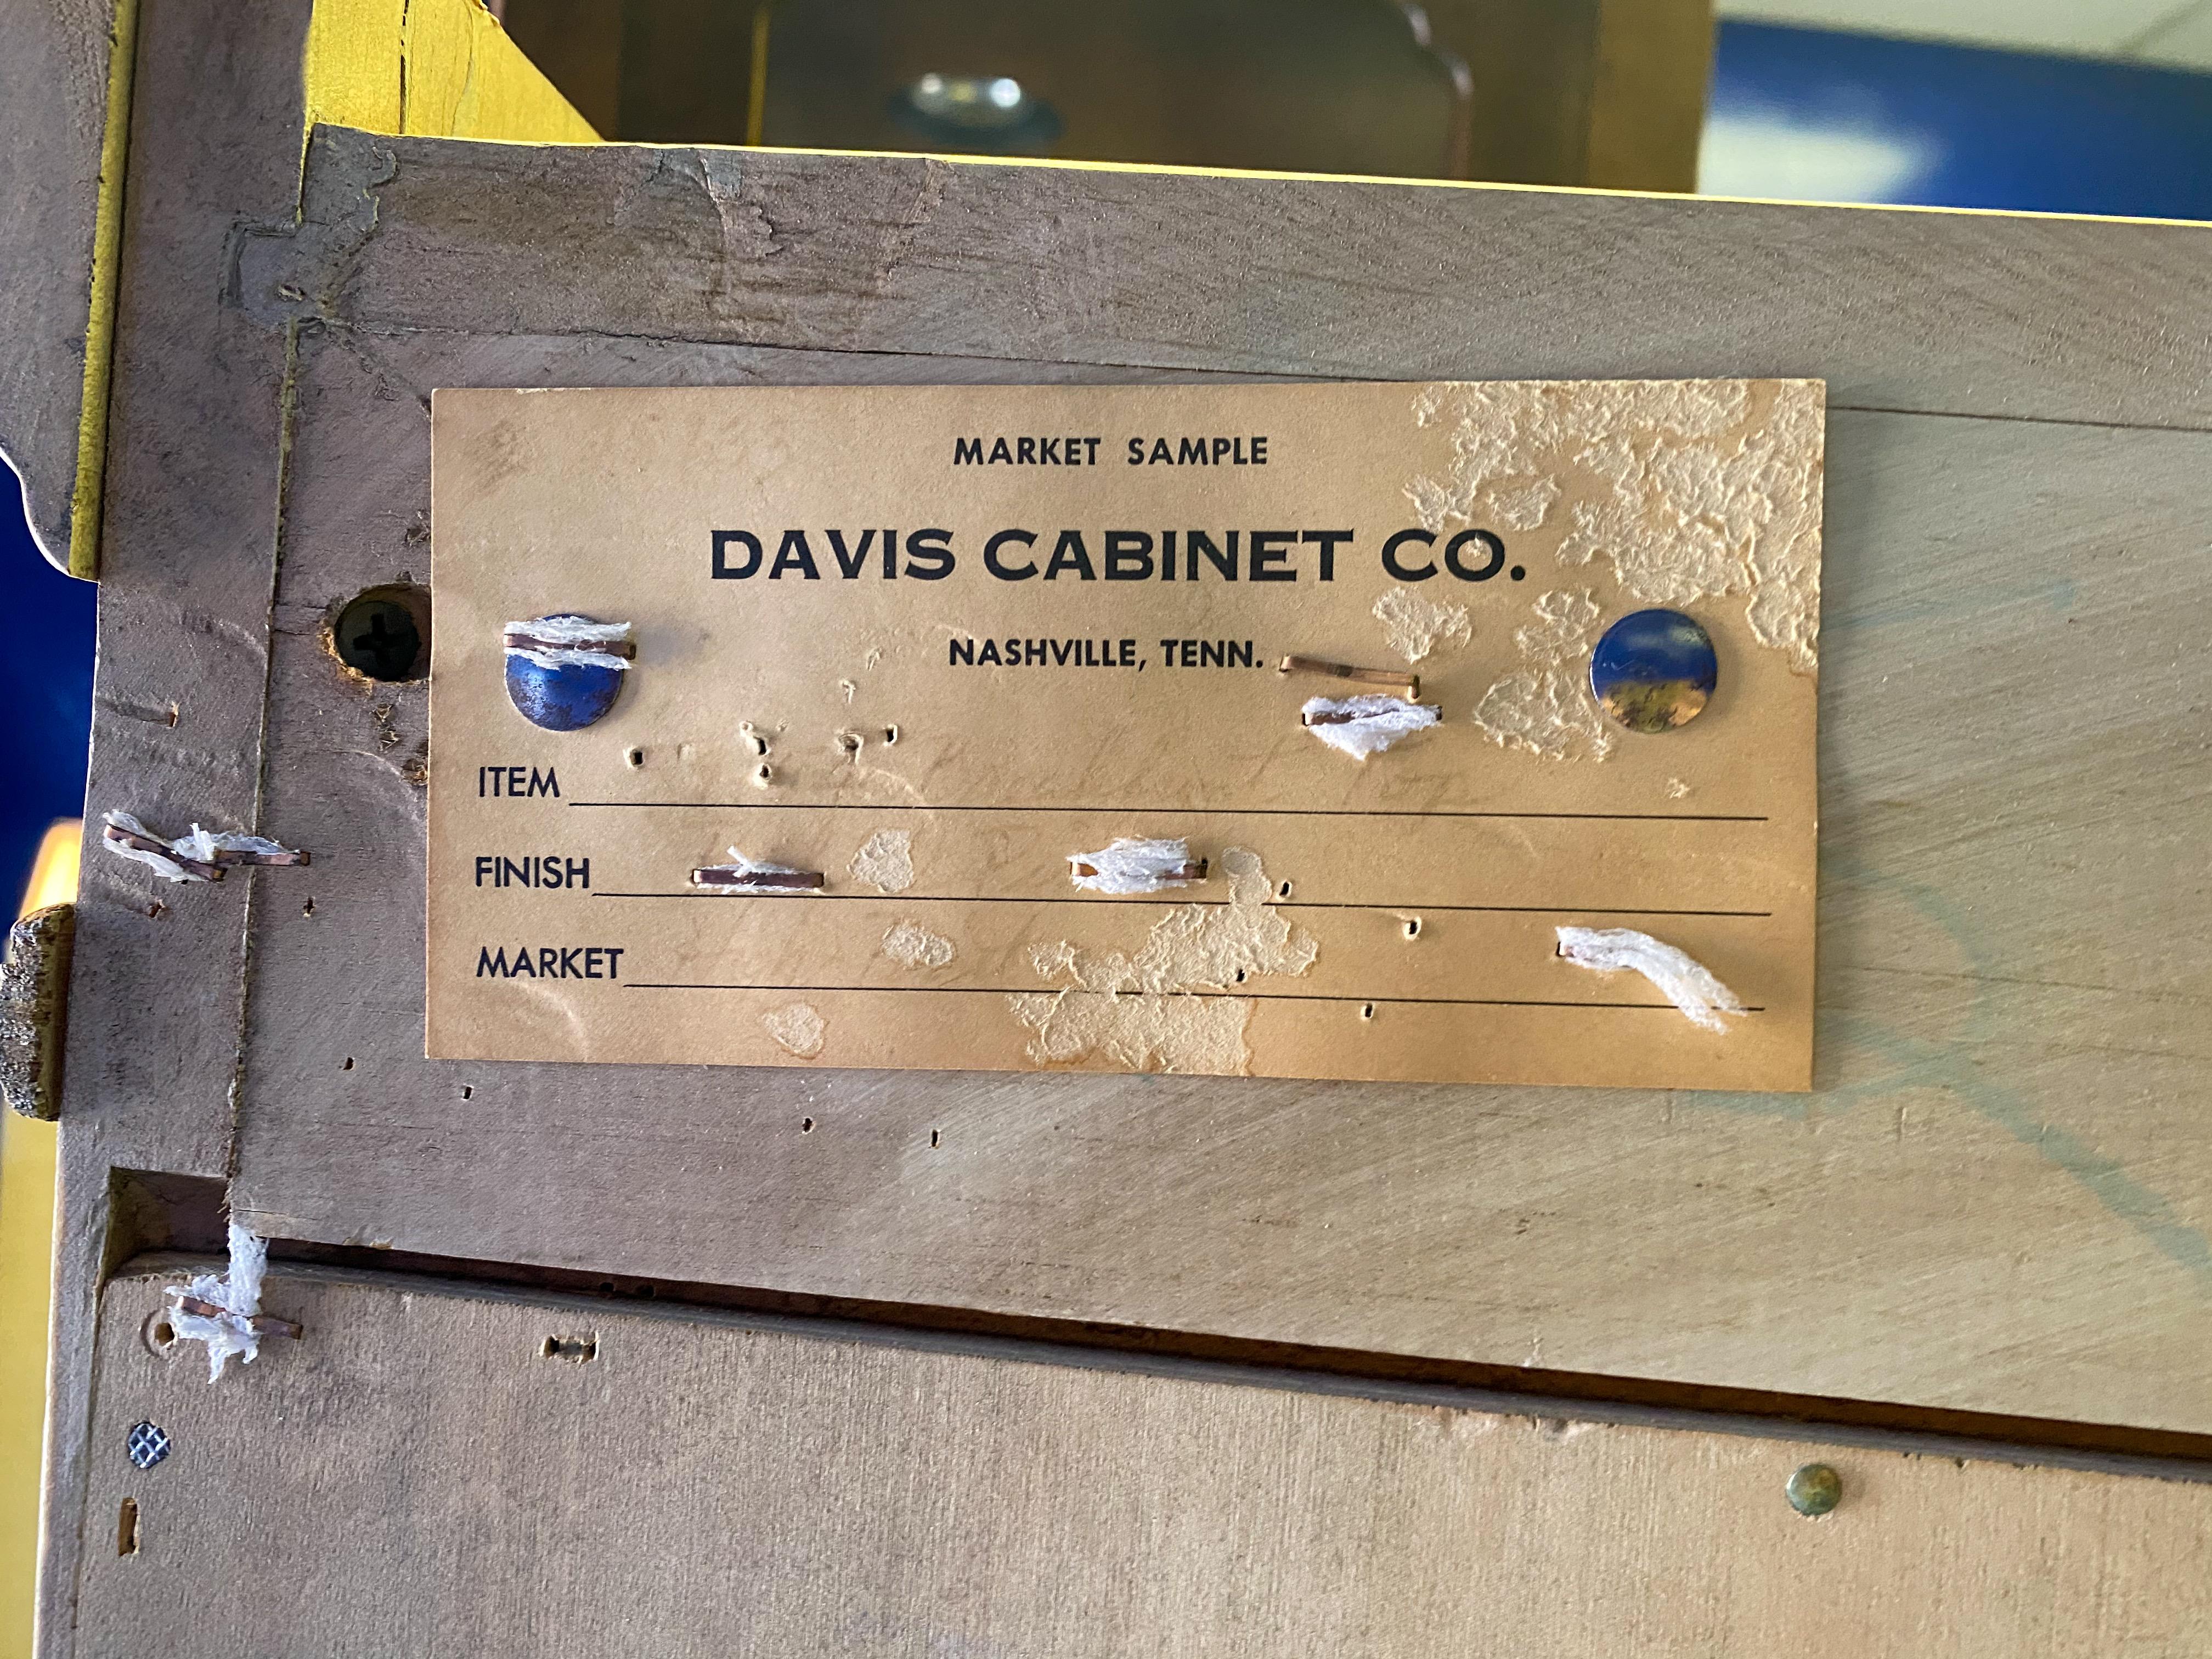 MARKET SAMPLE
DAVIS CABINET CO.
NASHVILLE, TENN.
ITEM
FINISH
MARKET